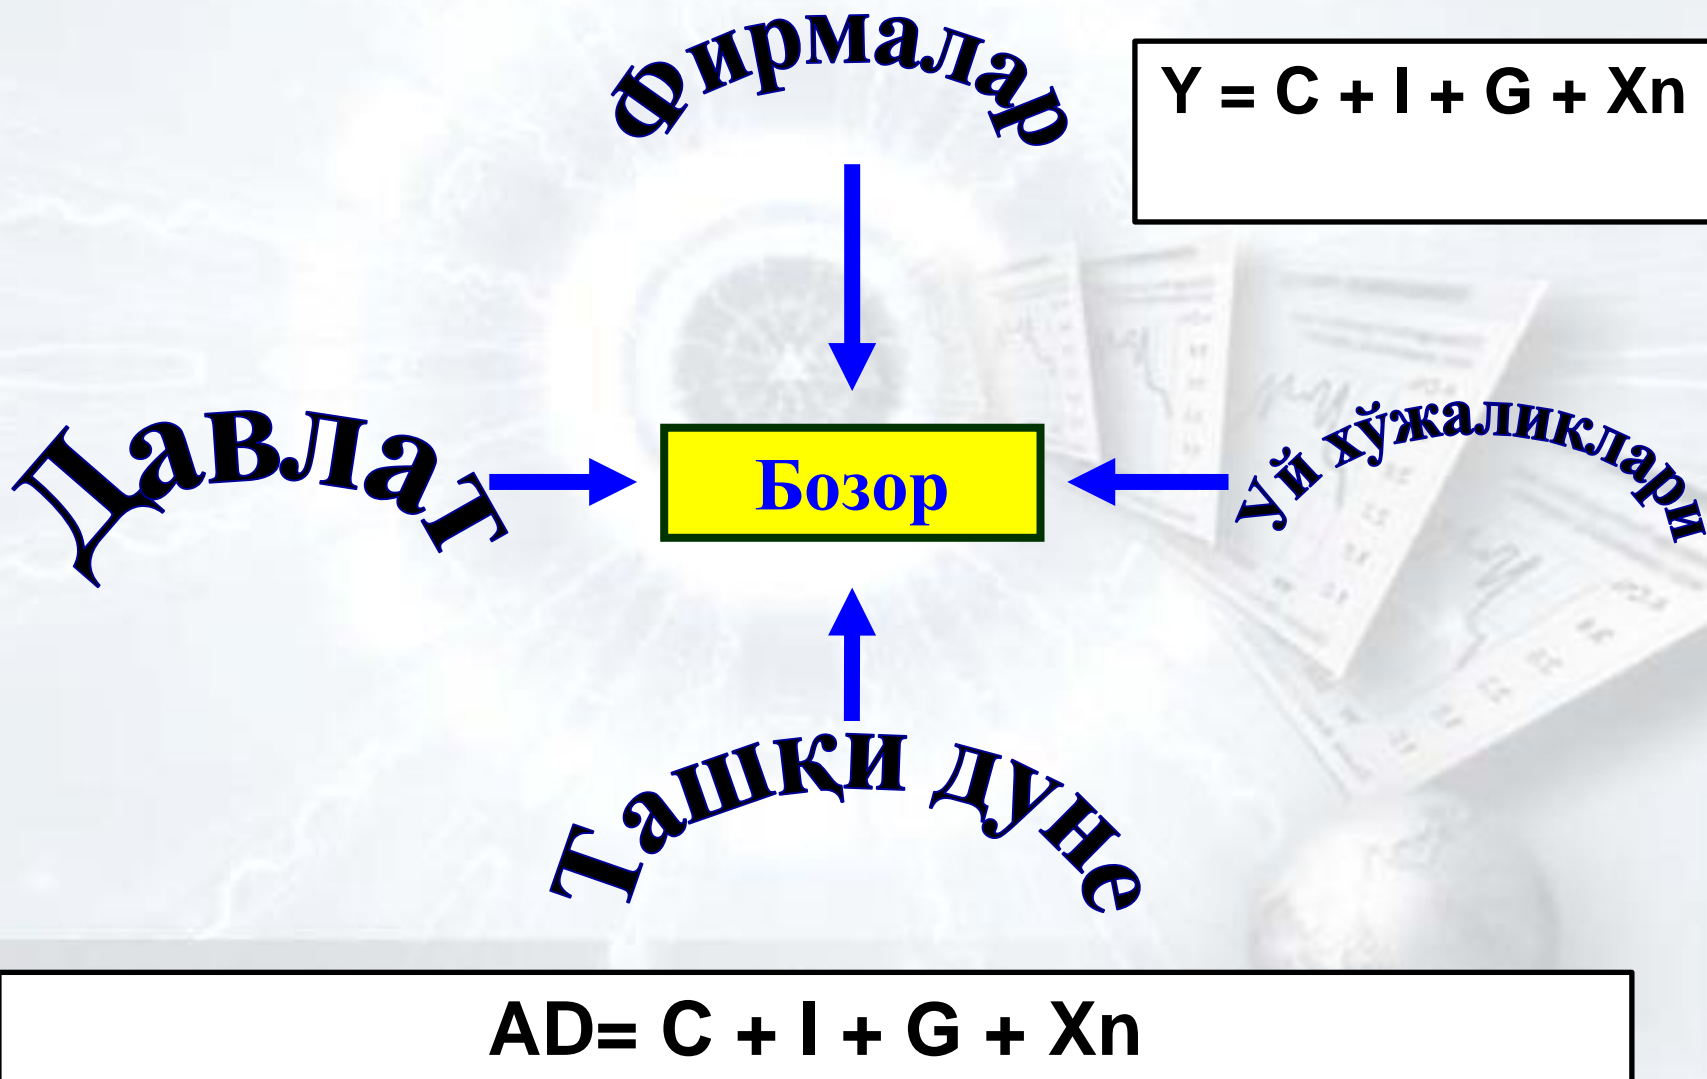 Фирмалар
Y = C + I + G + Xn
Давлат
Бозор
уй хўжаликлари
Ташқи дуне
AD= C + I + G + Xn